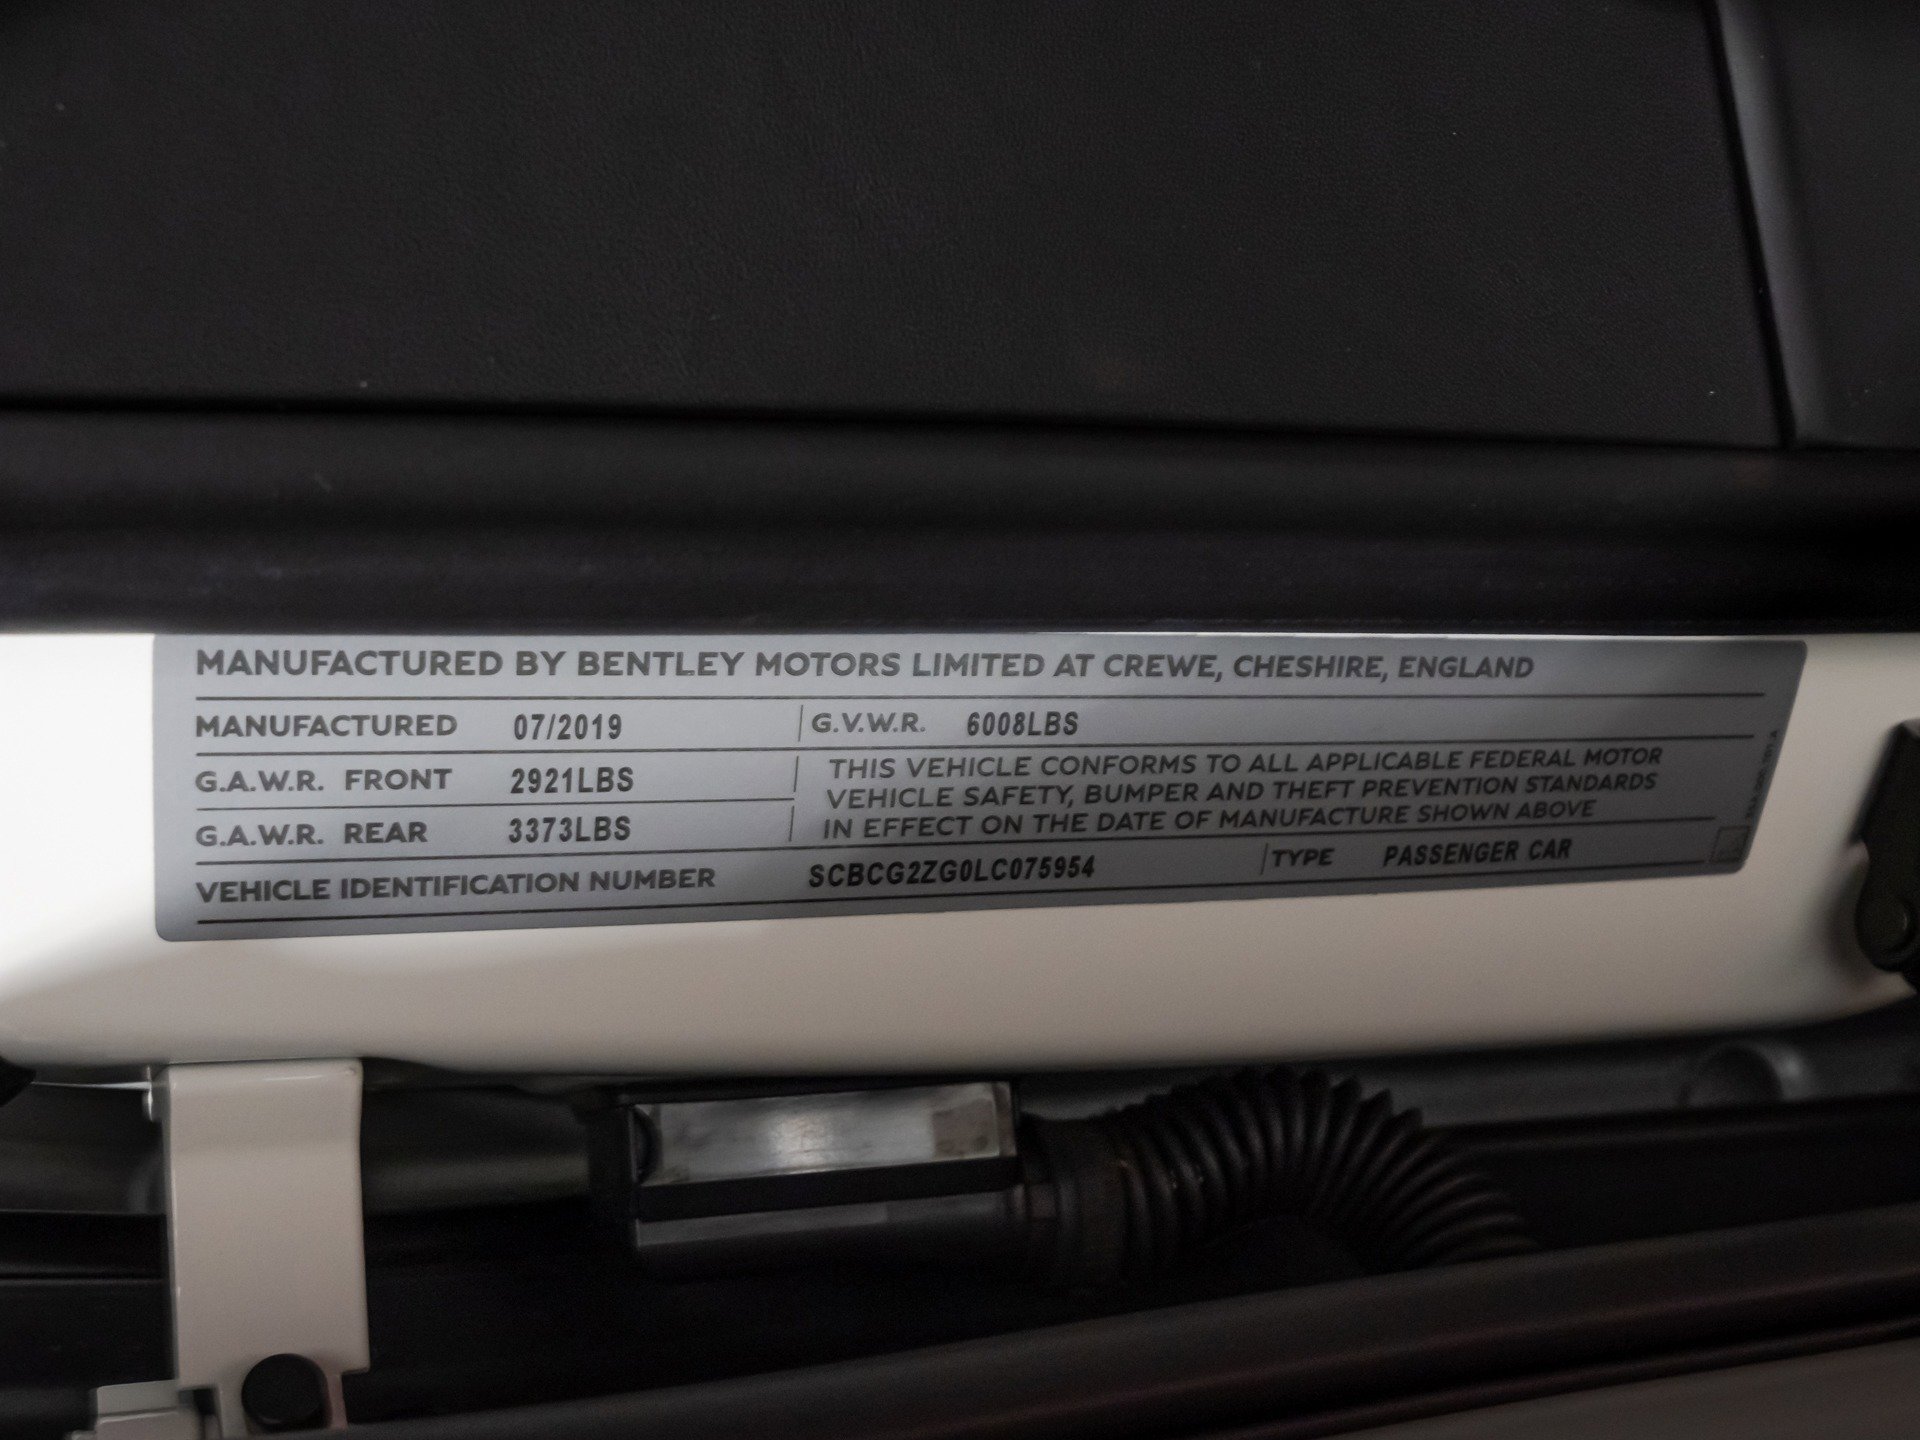 MANUFACTURED BY BENTLEY MOTORS LIMITED AT CREWE, CHESHIRE, ENGLAND
MANUFACTURED 07/2019 G.V.W.R. 6008LBS
G.A.W.R. FRONT 2921LBS
G.A.W.R. REAR 3373LBS
THIS VEHICLE CONFORMS TO ALL APPLICABLE FEDERAL MOTOR
VEHICLE SAFETY, BUMPER AND THEFT PREVENTION STANDARDS
IN EFFECT ON THE DATE OF MANUFACTURE SHOWN ABOVE
VEHICLE IDENTIFICATION NUMBER SCBCG2ZG0LC075954 TYPE PASSENGER CAR